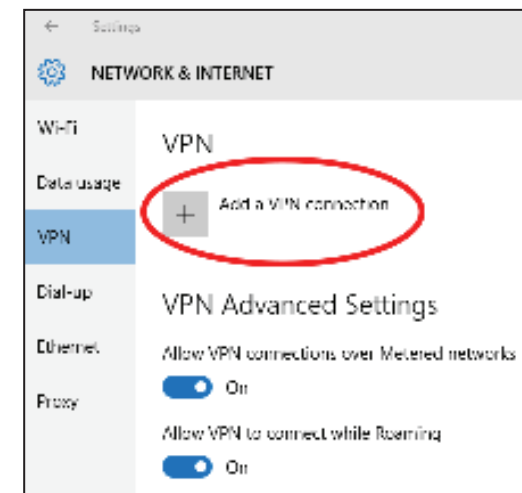 Settings
NETWORK & INTERNET
Wi-Fi
Data usage
VPN
Dial-up
Ethernet
Proxy
VPN
+ Add a VPN connection
VPN Advanced Settings
Allow VPN connections over Metered networks
On
Allow VPN to connect while Roaming
On